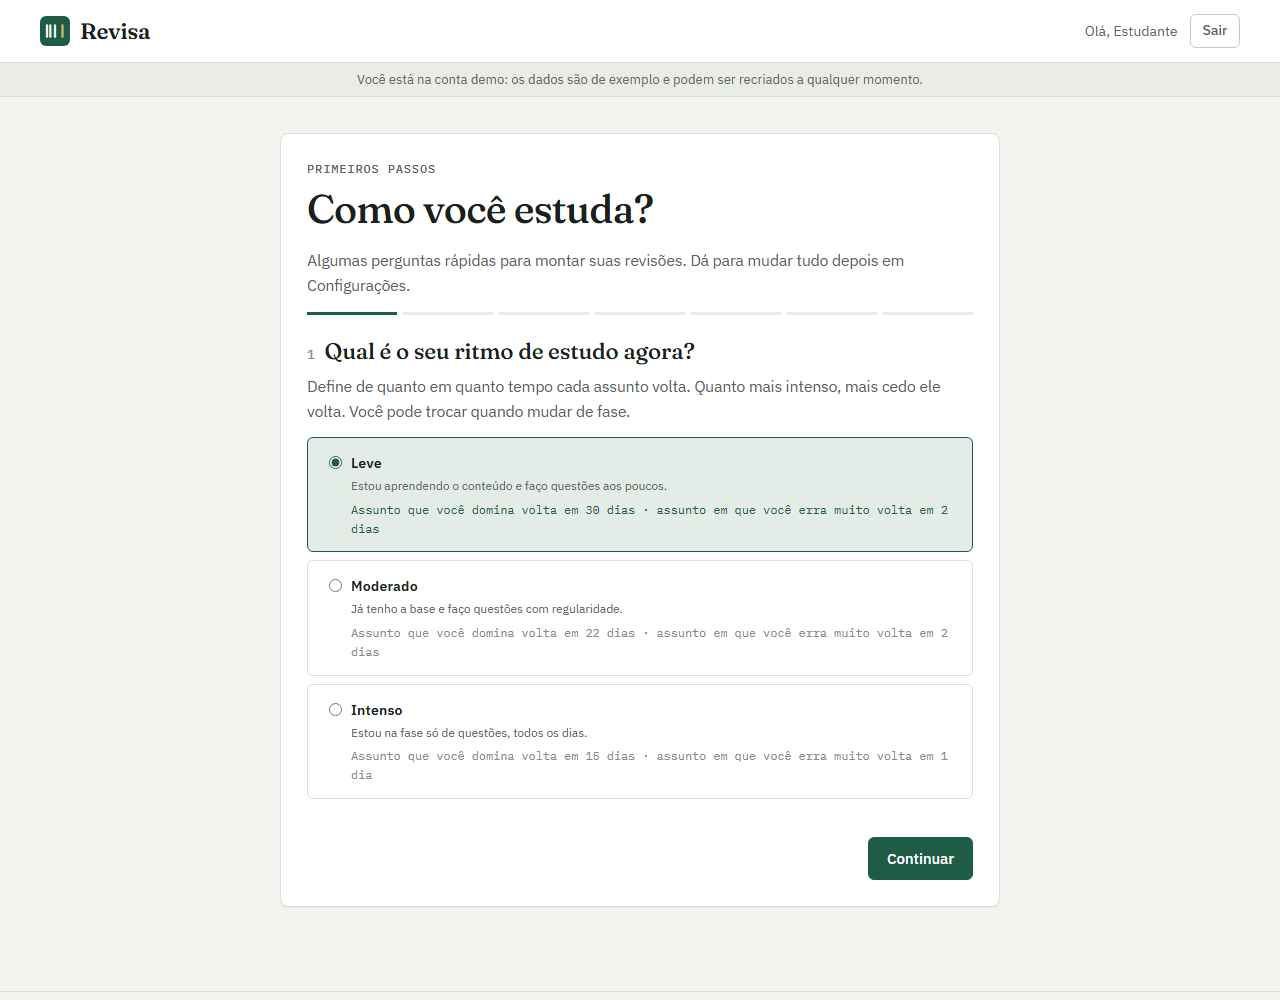 Revisa
Olá, Estudante
Sair
Você está na conta demo: os dados são de exemplo e podem ser recriados a qualquer momento.
PRIMEIROS PASSOS
Como você estuda?
Algumas perguntas rápidas para montar suas revisões. Dá para mudar tudo depois em
Configurações.
1 Qual é o seu ritmo de estudo agora?
Define de quanto em quanto tempo cada assunto volta. Quanto mais intenso, mais cedo ele
volta. Você pode trocar quando mudar de fase.
Leve
Estou aprendendo o conteúdo e faço questões aos poucos.
Assunto que você domina volta em 30 dias · assunto em que você erra muito volta em 2
dias
Moderado
Já tenho a base e faço questões com regularidade.
Assunto que você domina volta em 22 dias · assunto em que você erra muito volta em 2
dias
Intenso
Estou na fase só de questões, todos os dias.
Assunto que você domina volta em 15 dias · assunto em que você erra muito volta em 1
dia
Continuar